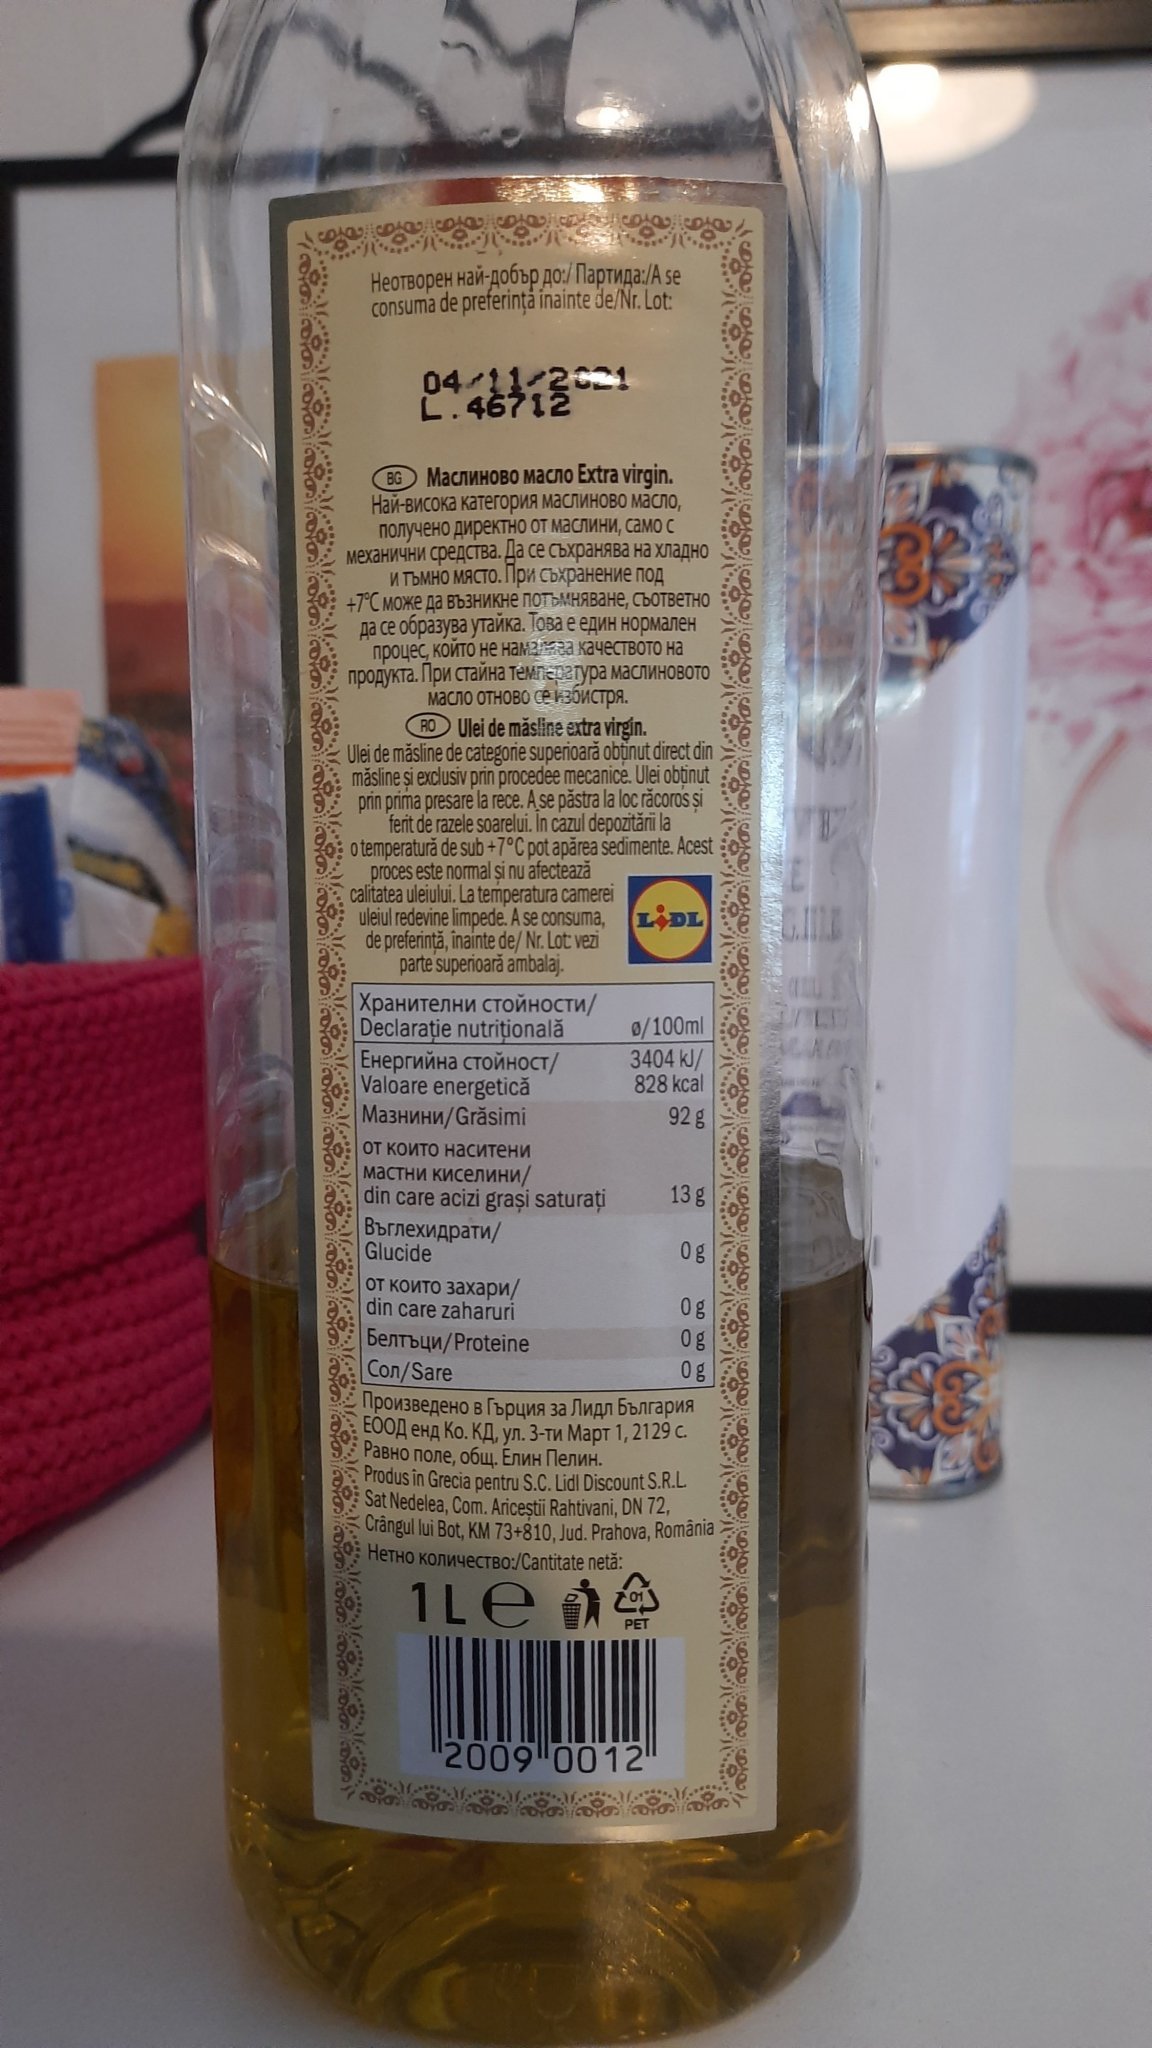 Неотворен най-добър до:/ Партида:/A se
consuma de preferință înainte de/Nr. Lot:
04/11/2021
L.46712
BG Маслиново масло Extra virgin.
Най-висока категория маслиново масло,
получено директно от маслини, само с
механични средства. Да се съхранява на хладно
и тъмно място. При съхранение под
+7°C може да възникне потъмняване, съответно
да се образува утайка. Това е един нормален
процес, който не намалява качеството на
продукта. При стайна температура маслиновото
масло отново се избистря.
RO Ulei de măsline extra virgin.
Ulei de măsline de categorie superioară obținut direct din
măsline și exclusiv prin procedee mecanice. Ulei obținut
prin prima presare la rece. A se păstra la loc răcoros și
ferit de razele soarelui. În cazul depozitării la
o temperatură de sub +7°C pot apărea sedimente. Acest
proces este normal și nu afectează
calitatea uleiului. La temperatura camerei
uleiul redevine limpede. A se consuma,
de preferință, înainte de/ Nr. Lot: vezi
parte superioară ambalaj.
LIDL
Хранителни стойности/
Declarație nutrițională ø/100ml
Енергийна стойност/ 3404 kJ/
Valoare energetică 828 kcal
Мазнини/Grăsimi 92 g
от които наситени
мастни киселини/
din care acizi grași saturați 13 g
Въглехидрати/
Glucide 0 g
от които захари/
din care zaharuri 0 g
Белтъци/Proteine 0 g
Сол/Sare 0 g
Произведено в Гърция за Лидл България
ЕООД енд Ко. КД, ул. 3-ти Март 1, 2129 с.
Равно поле, общ. Елин Пелин.
Produs în Grecia pentru S.C. Lidl Discount S.R.L.
Sat Nedelea, Com. Ariceștii Rahtivani, DN 72,
Crângul lui Bot, KM 73+810, Jud. Prahova, România
Нетно количество:/Cantitate netă:
1 L e
01
PET
2009 0012